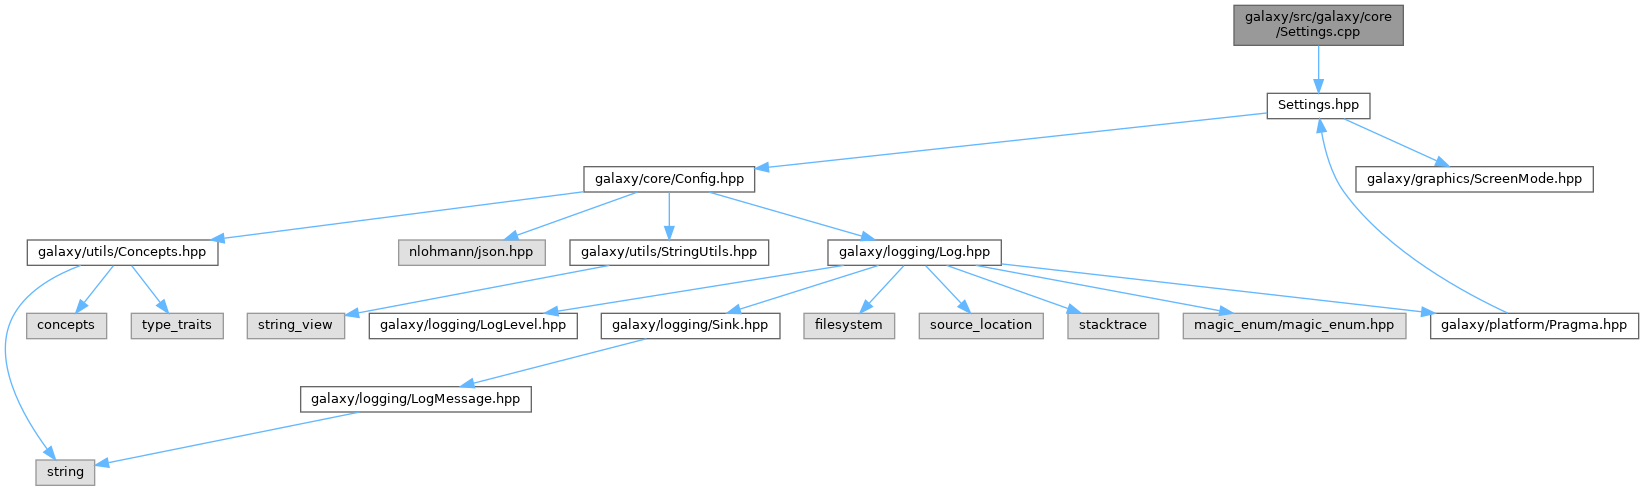 galaxy/src/galaxy/core
/Settings.cpp
Settings.hpp
galaxy/core/Config.hpp
galaxy/graphics/ScreenMode.hpp
galaxy/utils/Concepts.hpp
nlohmann/json.hpp
galaxy/utils/StringUtils.hpp
galaxy/logging/Log.hpp
concepts
type_traits
string_view
galaxy/logging/LogLevel.hpp
galaxy/logging/Sink.hpp
filesystem
source_location
stacktrace
magic_enum/magic_enum.hpp
galaxy/platform/Pragma.hpp
galaxy/logging/LogMessage.hpp
string